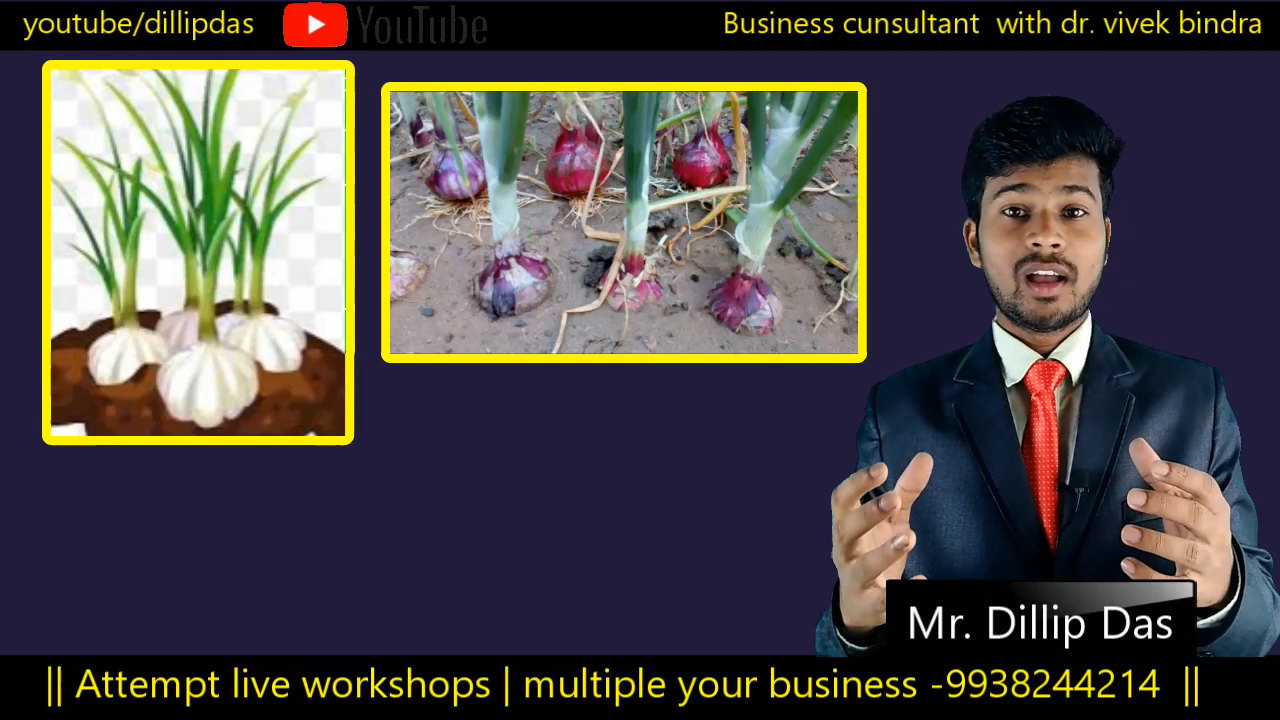 youtube/dillipdas
YouTube
Business cunsultant with dr. vivek bindra
Mr. Dillip Das
|| Attempt live workshops | multiple your business -9938244214 ||